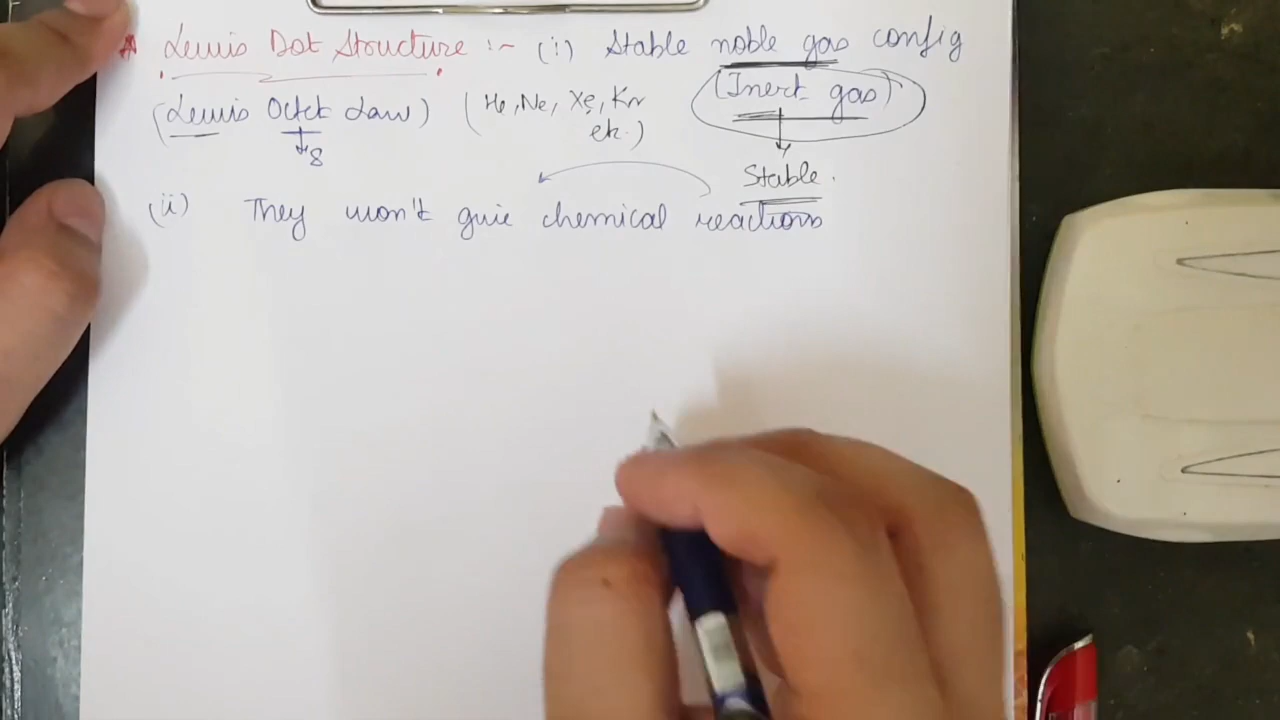 Lewis Dot Structure :- (i) Stable noble gas config
(Lewis Octet Law) (He, Ne, Xe, Kr (Inert gas)
8 etc.)
Stable.
(ii) They won't give chemical reactions